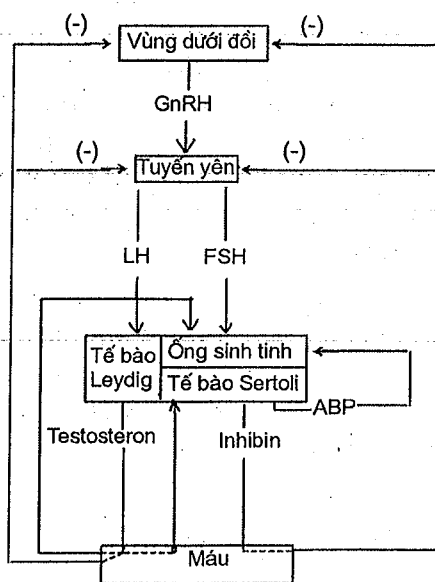 (-)
(-)
Vùng dưới đồi
GnRH
(-)
(-)
Tuyến yên
LH
FSH
Tế bào
Leydig
Ống sinh tinh
Tế bào Sertoli
ABP
Testosteron
Inhibin
Máu